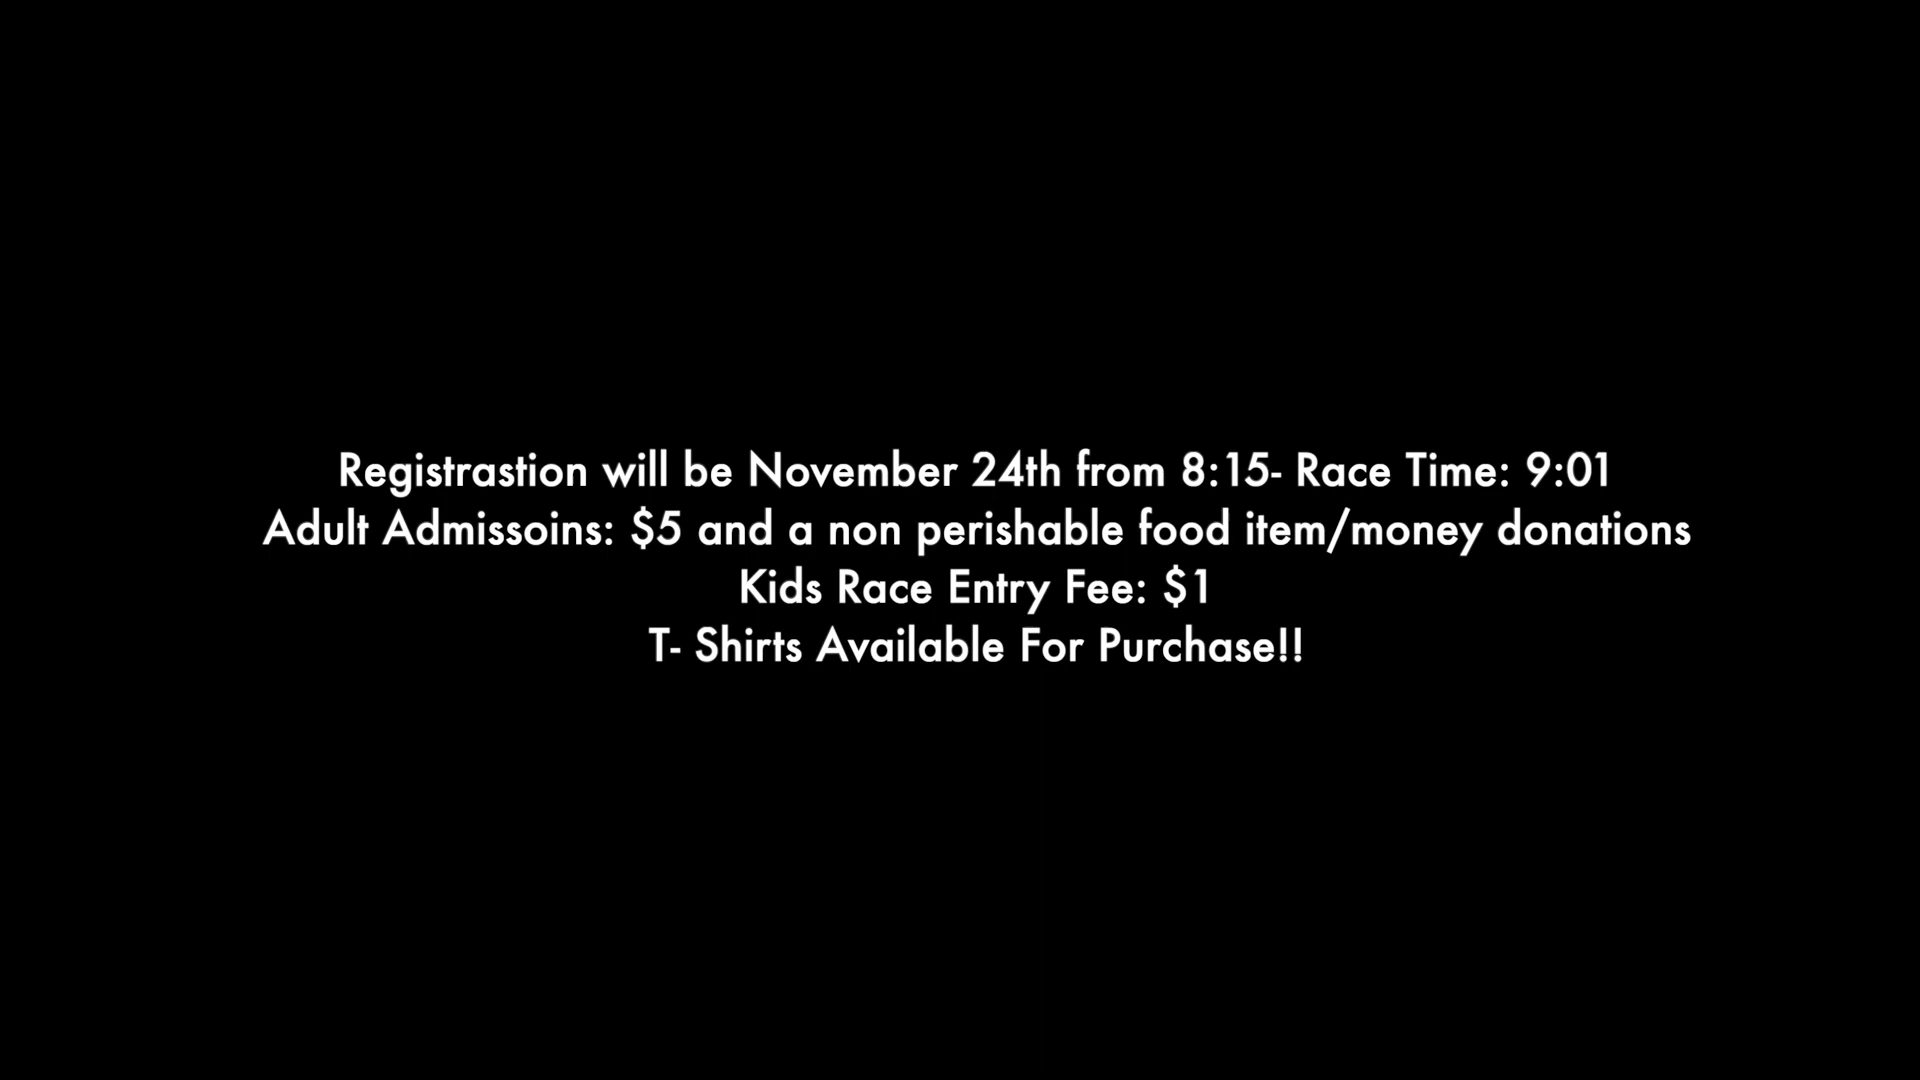 Registrastion will be November 24th from 8:15- Race Time: 9:01
Adult Admissoins: $5 and a non perishable food item/money donations
Kids Race Entry Fee: $1
T- Shirts Available For Purchase!!